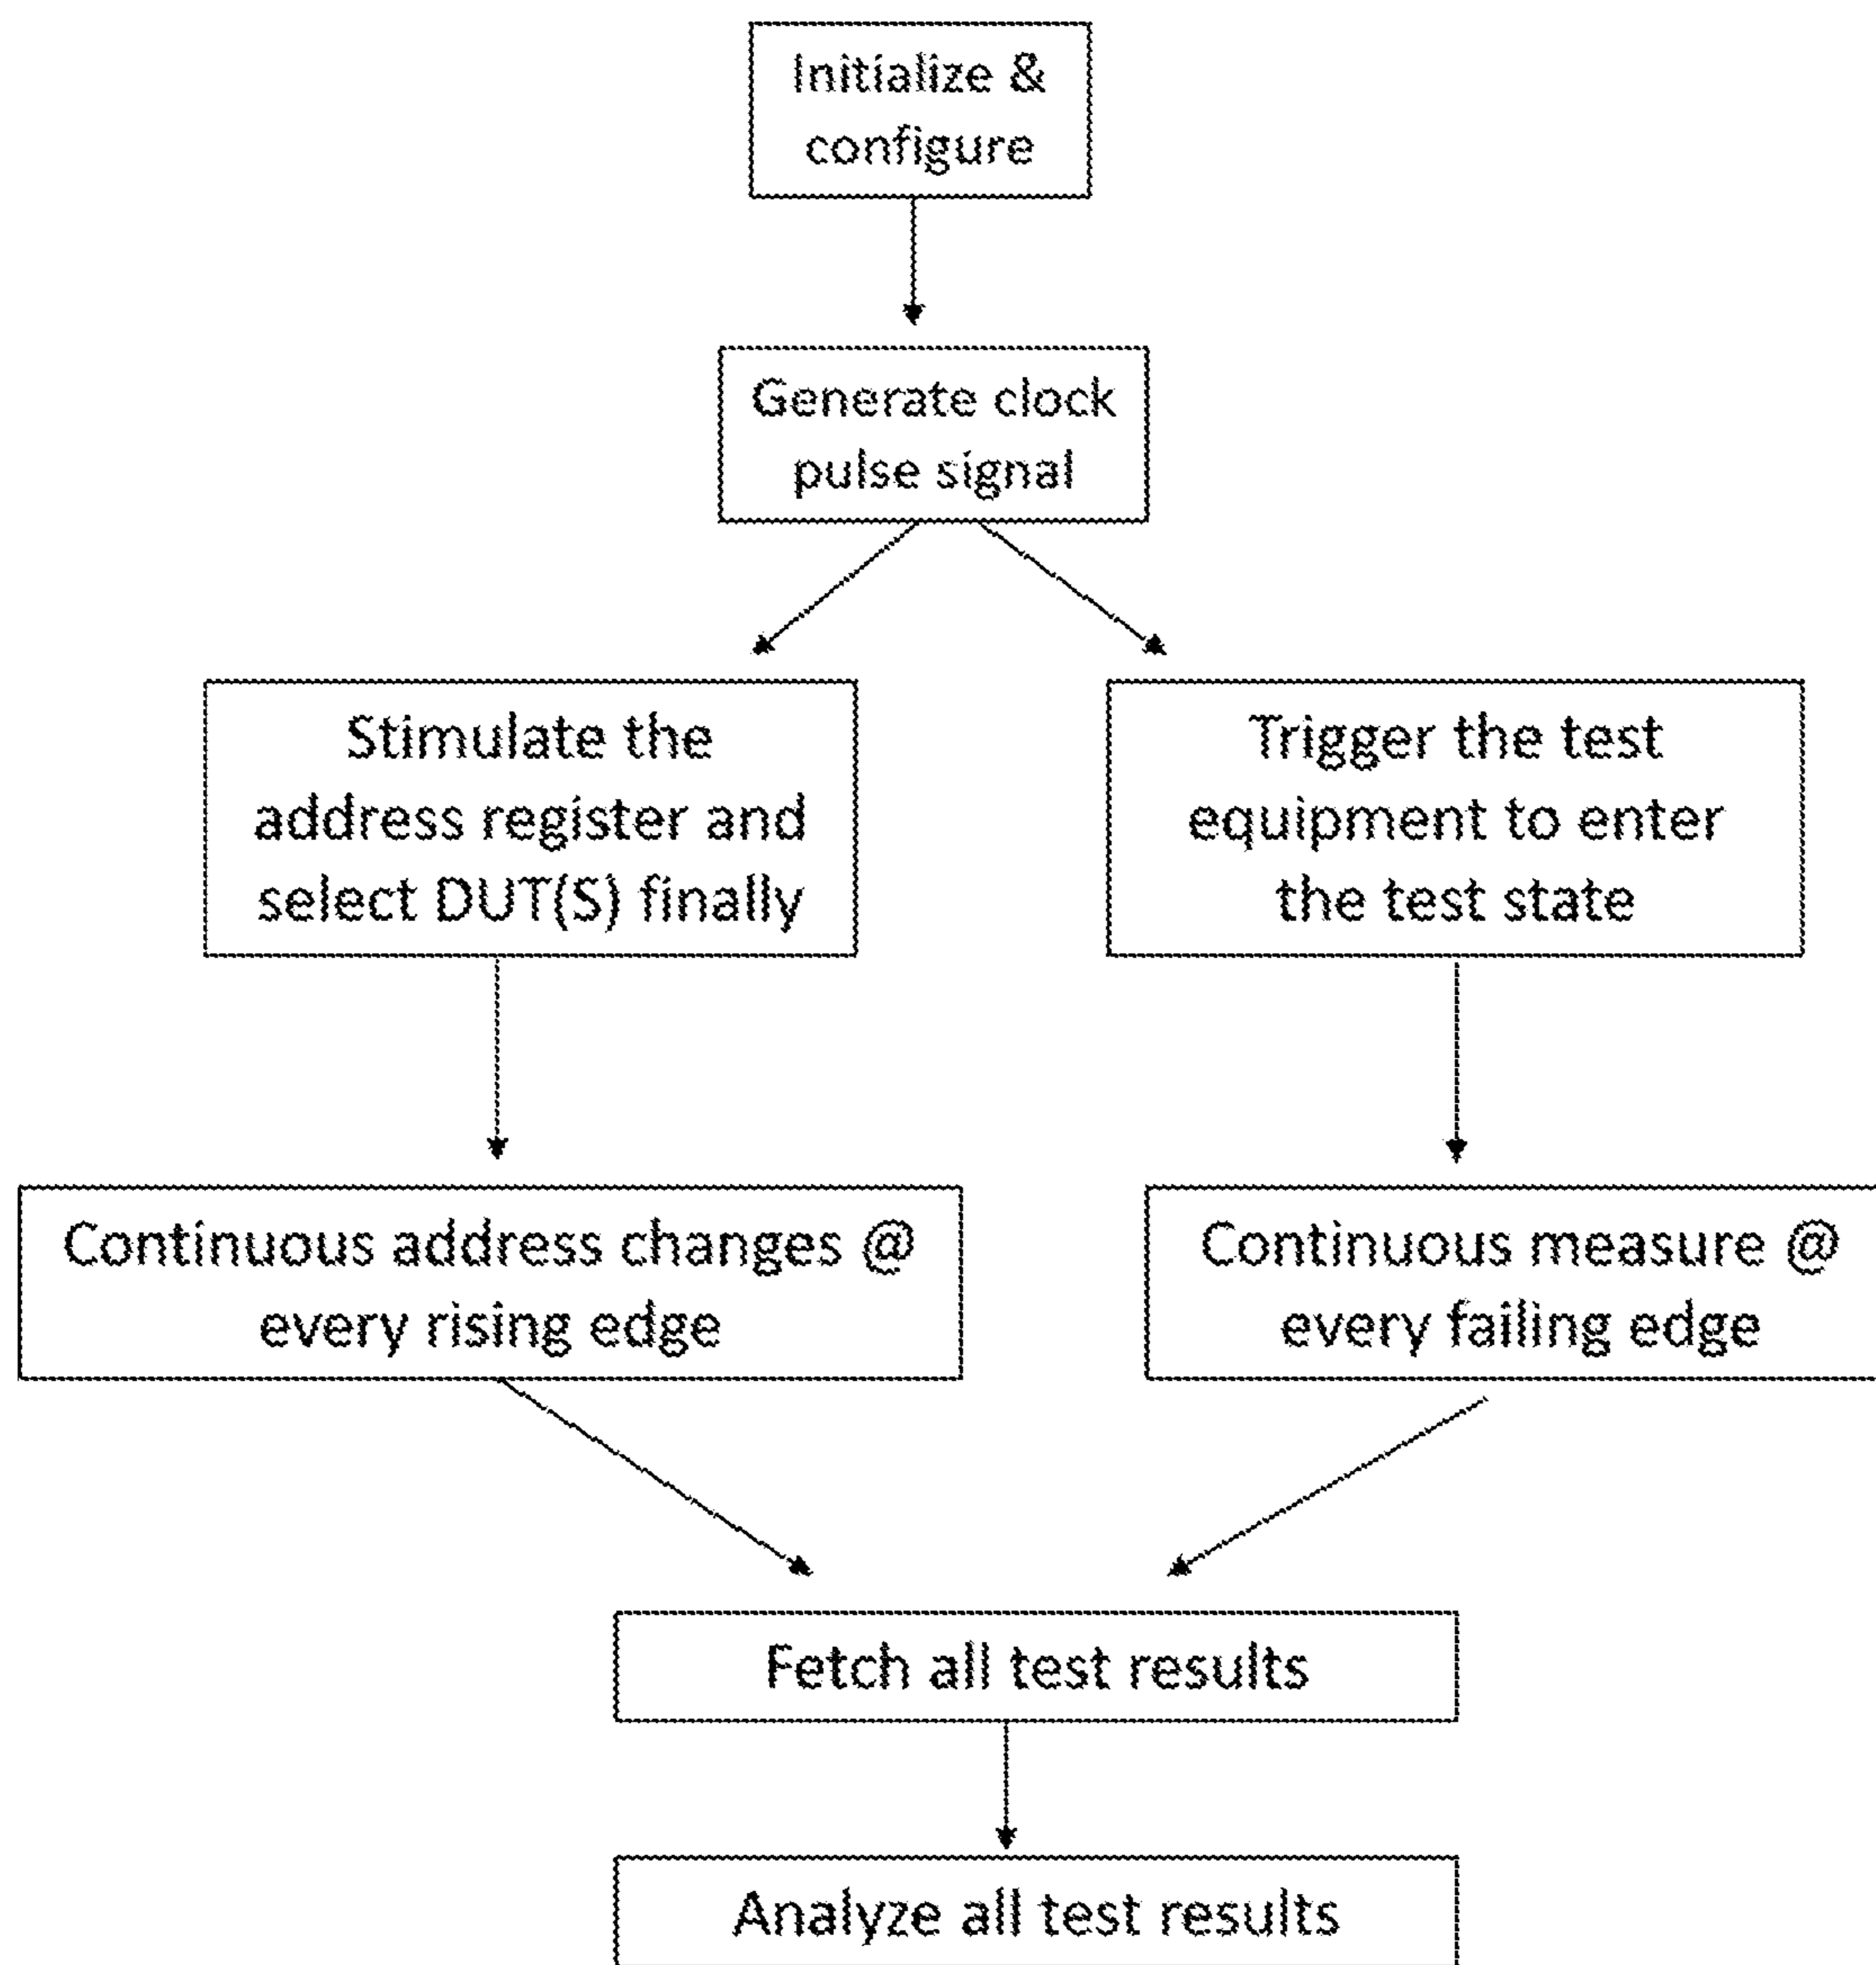 Initialize &
configure
Generate clock
pulse signal
Stimulate the
address register and
select DUT(S) finally
Trigger the test
equipment to enter
the test state
Continuous address changes @
every rising edge
Continuous measure @
every failing edge
Fetch all test results
Analyze all test results